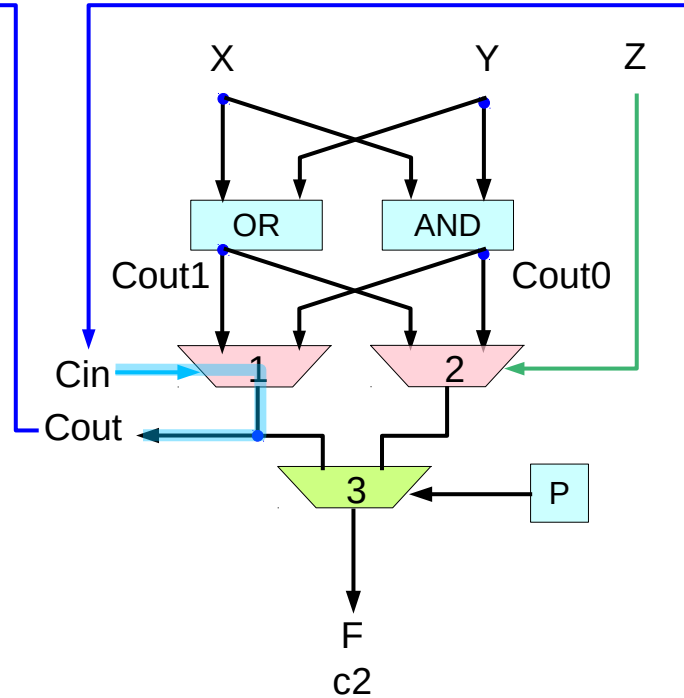 X Y Z
OR AND
Cout1 Cout0
Cin 1 2
Cout
3 P
F
c2